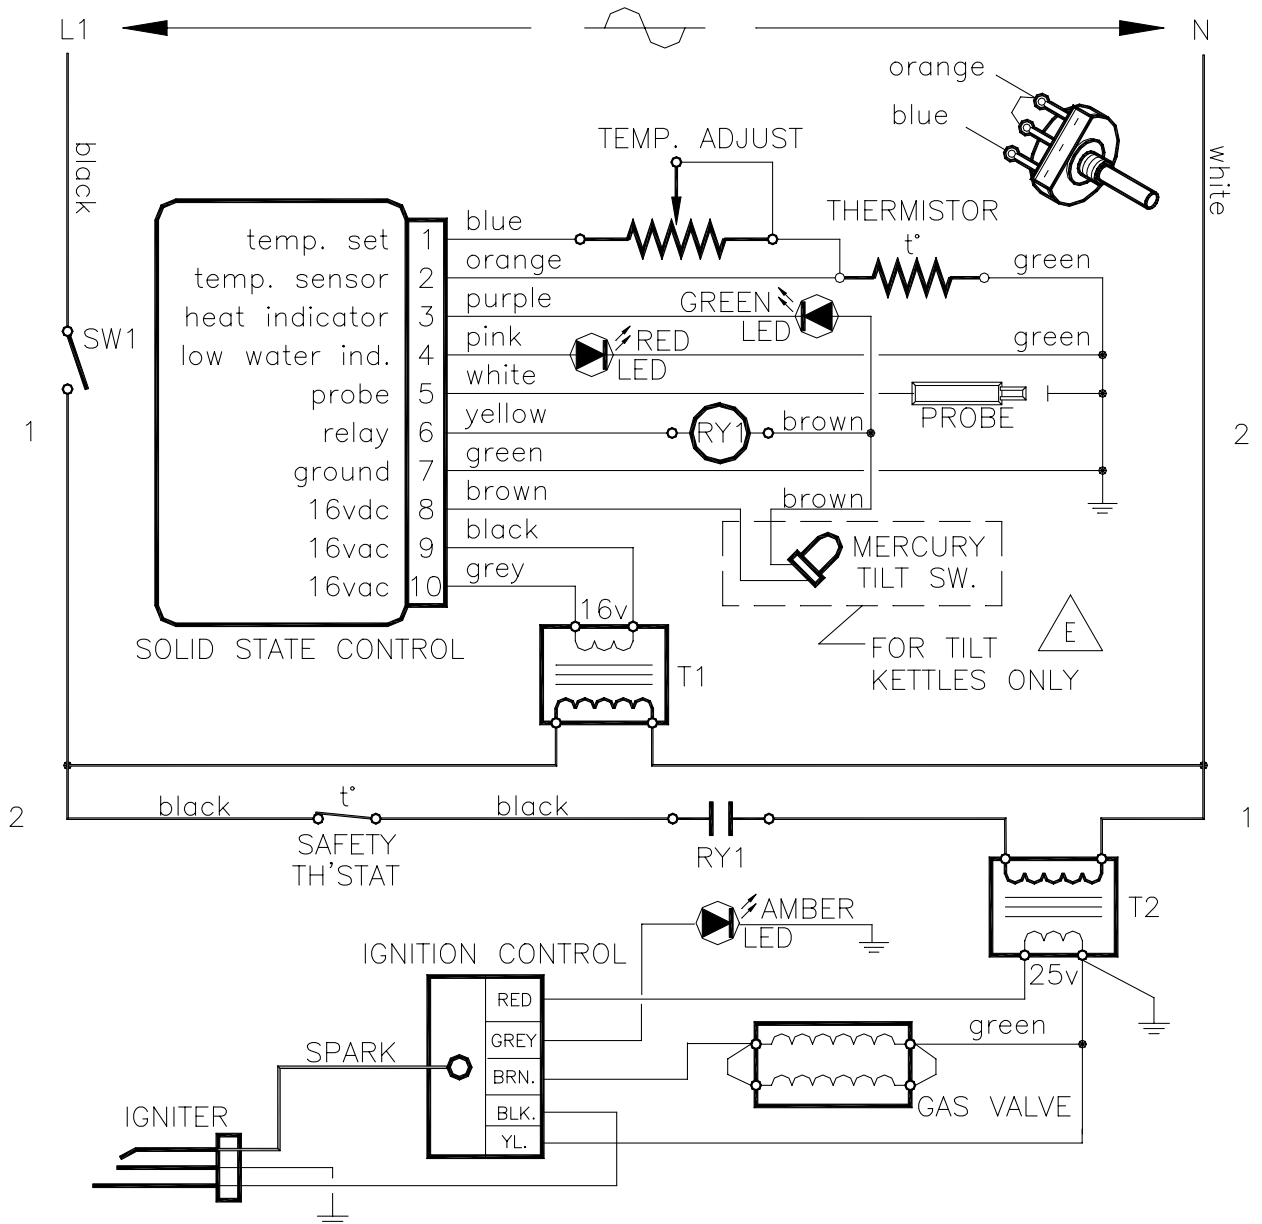 L1
N
orange
blue
black
white
TEMP. ADJUST
THERMISTOR
t°
temp. set 1 blue
temp. sensor 2 orange
green
heat indicator 3 purple
GREEN
LED
low water ind. 4 pink
RED
LED
green
probe 5 white
PROBE
relay 6 yellow
RY1
brown
ground 7 green
16vdc 8 brown
brown
16vac 9 black
16vac 10 grey
SW1
1
2
MERCURY
TILT SW.
16v
E
SOLID STATE CONTROL
FOR TILT
KETTLES ONLY
T1
2
1
black
t°
black
SAFETY
TH'STAT
RY1
T2
AMBER
LED
IGNITION CONTROL
25v
RED
GREY
green
BRN.
SPARK
BLK.
GAS VALVE
IGNITER
YL.